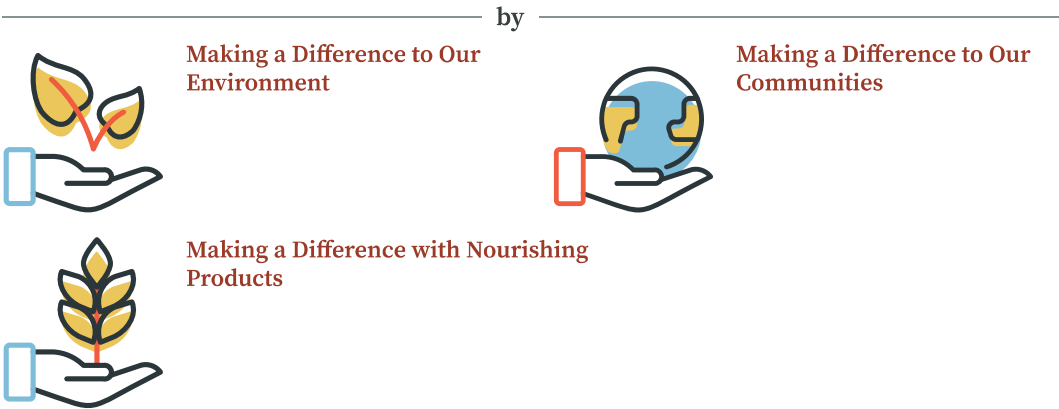 by
Making a Difference to Our
Environment
Making a Difference to Our
Communities
Making a Difference with Nourishing
Products